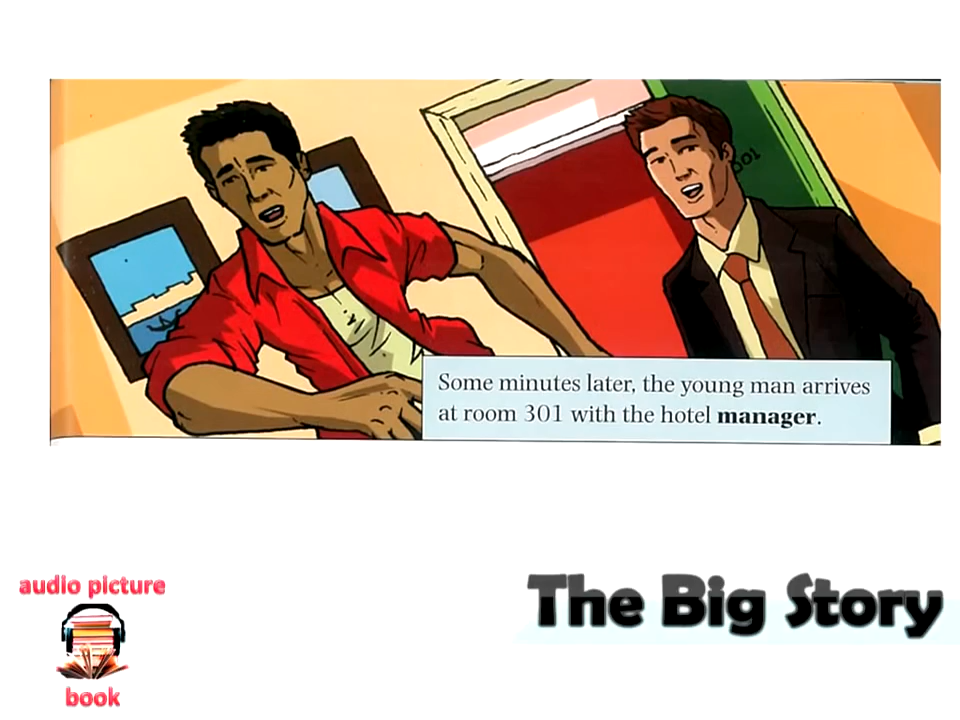 301
Some minutes later, the young man arrives
at room 301 with the hotel manager.
audio picture
book
The Big Story